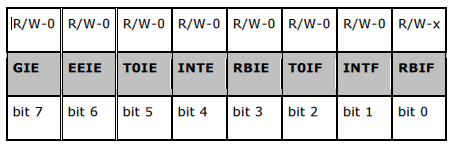 R/W-0 R/W-0 R/W-0 R/W-0 R/W-0 R/W-0 R/W-0 R/W-x
GIE EEIE T0IE INTE RBIE T0IF INTF RBIF
bit 7 bit 6 bit 5 bit 4 bit 3 bit 2 bit 1 bit 0